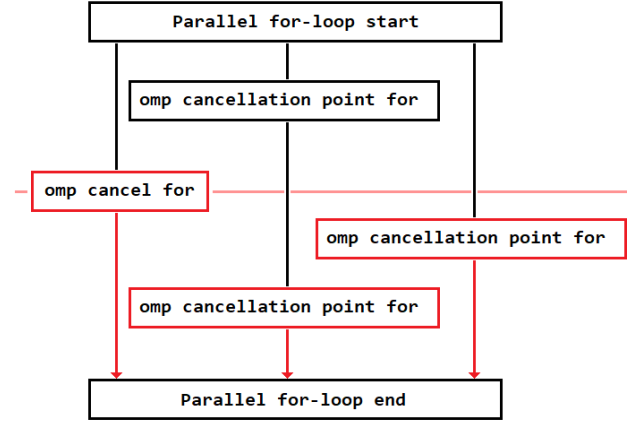 Parallel for-loop start
omp cancellation point for
omp cancel for
omp cancellation point for
omp cancellation point for
Parallel for-loop end